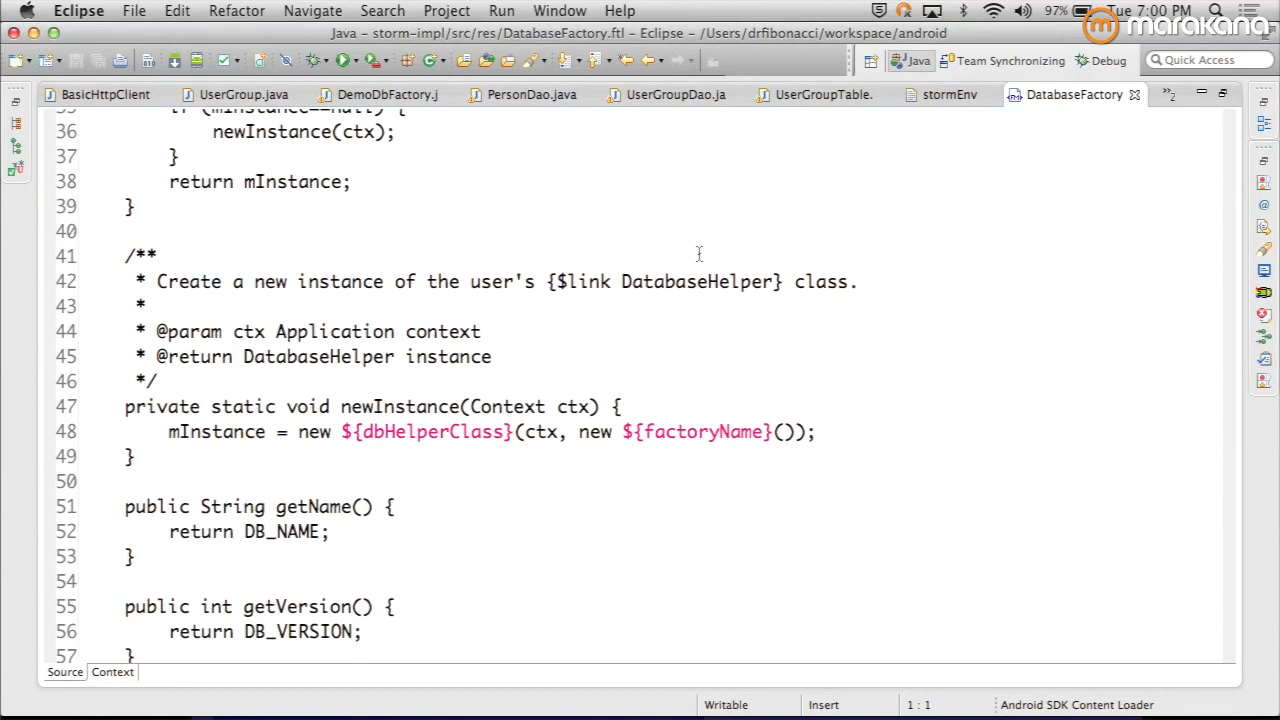 Eclipse File Edit Refactor Navigate Search Project Run Window Help 97% Tue 7:00 PM
marakana
Java – storm-impl/src/res/DatabaseFactory.ftl – Eclipse – /Users/drfibonacci/workspace/android
Java Team Synchronizing Debug Quick Access
BasicHttpClient UserGroup.java DemoDbFactory.j PersonDao.java UserGroupDao.ja UserGroupTable. stormEnv DatabaseFactory »2
if (mInstance==null) {
36 newInstance(ctx);
37 }
38 return mInstance;
39 }
40
41 /**
42 * Create a new instance of the user's {$link DatabaseHelper} class.
43 *
44 * @param ctx Application context
45 * @return DatabaseHelper instance
46 */
47 private static void newInstance(Context ctx) {
48 mInstance = new ${dbHelperClass}(ctx, new ${factoryName}());
49 }
50
51 public String getName() {
52 return DB_NAME;
53 }
54
55 public int getVersion() {
56 return DB_VERSION;
57 }
Source Context
Writable Insert 1 : 1 Android SDK Content Loader